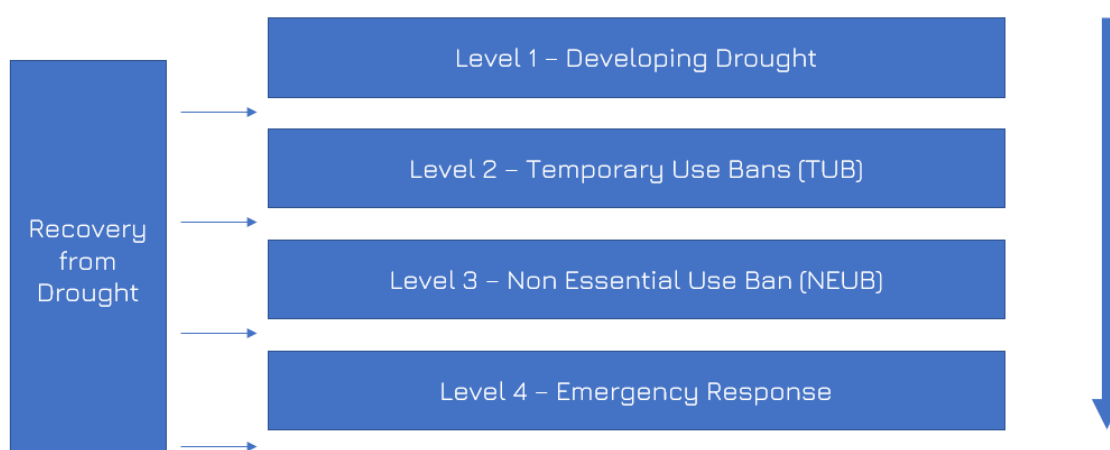 Level 1 – Developing Drought
Level 2 – Temporary Use Bans (TUB)
Recovery
from
Drought
Level 3 – Non Essential Use Ban (NEUB)
Level 4 – Emergency Response